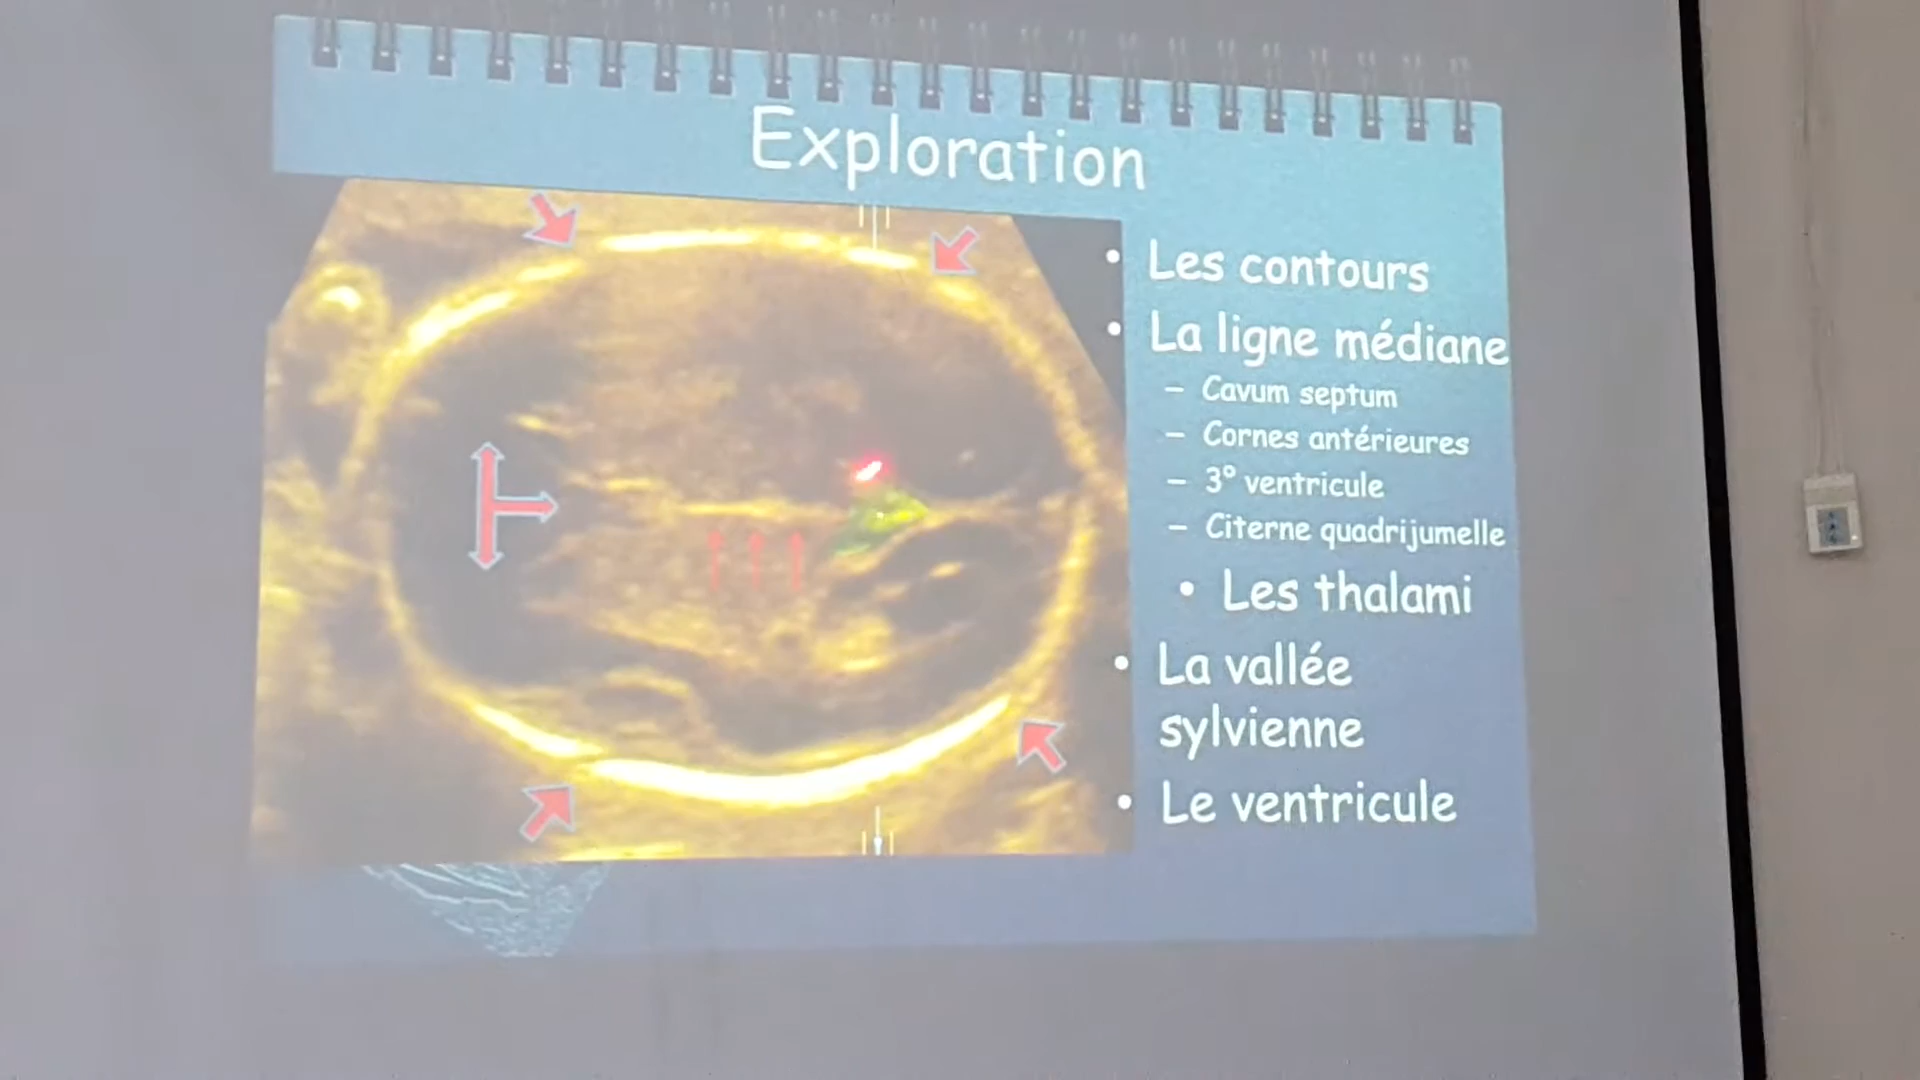 Exploration
• Les contours
• La ligne médiane
– Cavum septum
– Cornes antérieures
– 3° ventricule
– Citerne quadrijumelle
• Les thalami
• La vallée
sylvienne
• Le ventricule